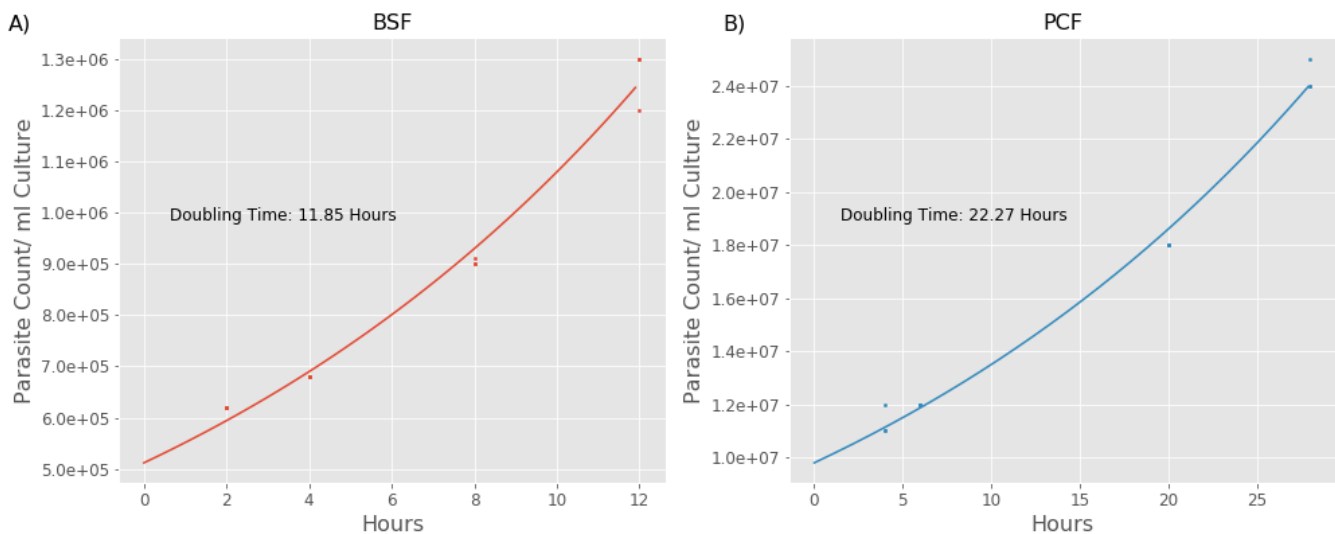 A)
BSF
1.3e+06
1.2e+06
1.1e+06
1.0e+06
9.0e+05
8.0e+05
7.0e+05
6.0e+05
5.0e+05
Parasite Count/ ml Culture
Doubling Time: 11.85 Hours
0 2 4 6 8 10 12
Hours
B)
PCF
2.4e+07
2.2e+07
2.0e+07
1.8e+07
1.6e+07
1.4e+07
1.2e+07
1.0e+07
Parasite Count/ ml Culture
Doubling Time: 22.27 Hours
0 5 10 15 20 25
Hours